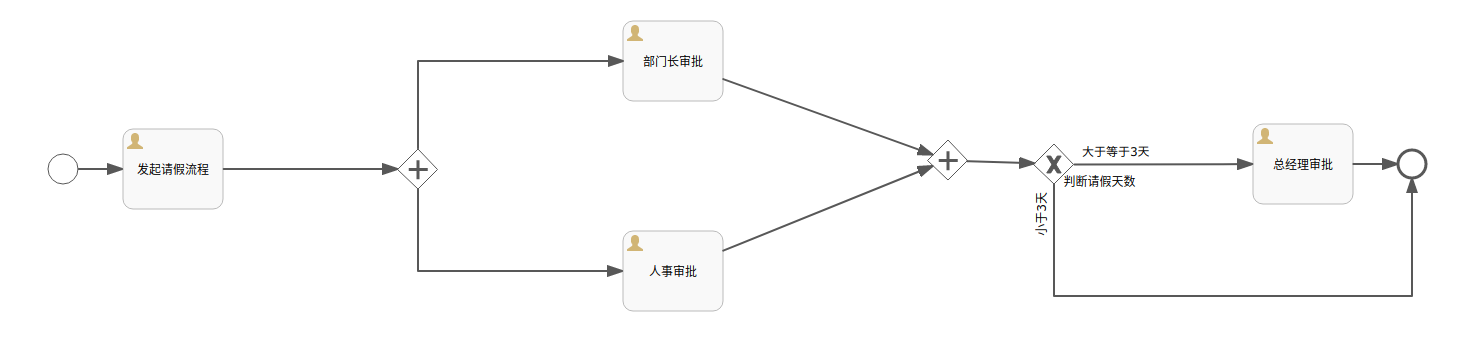 部门长审批
发起请假流程
人事审批
大于等于3天
判断请假天数
小于3天
总经理审批